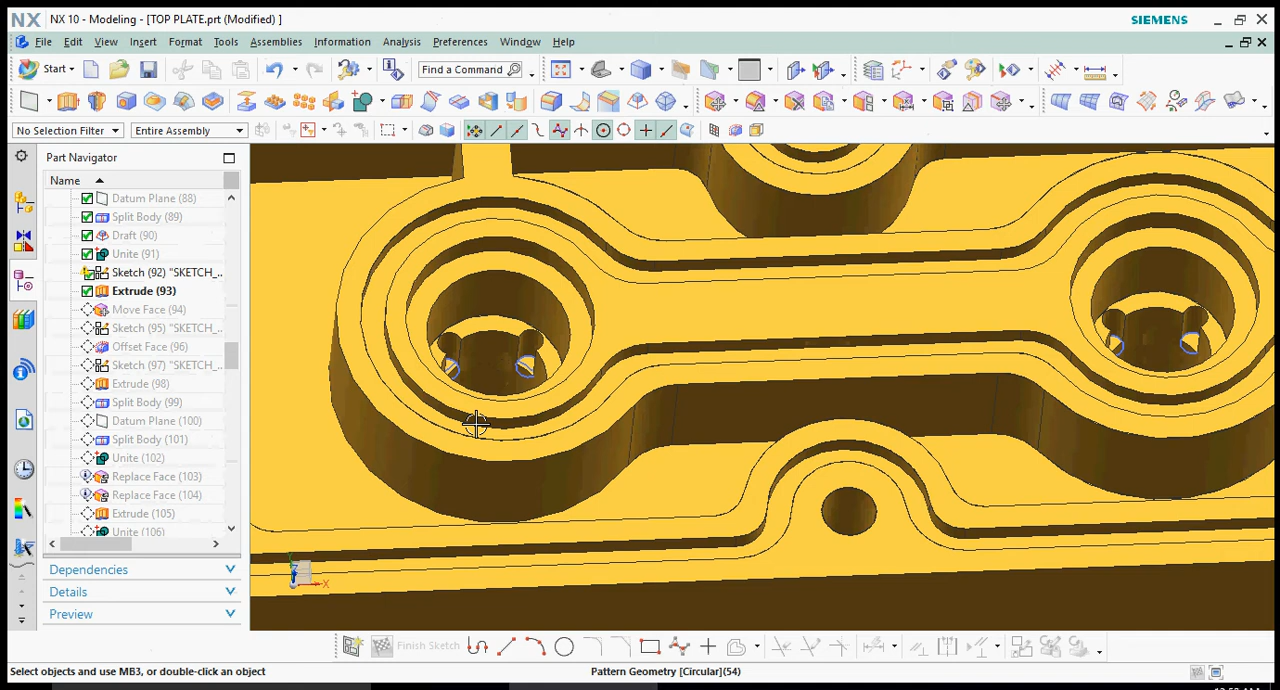 NX NX 10 - Modeling - [TOP PLATE.prt (Modified) ] SIEMENS
File Edit View Insert Format Tools Assemblies Information Analysis Preferences Window Help
Start Find a Command
No Selection Filter Entire Assembly
Part Navigator
Name
Datum Plane (88)
Split Body (89)
Draft (90)
Unite (91)
Sketch (92) "SKETCH_..
Extrude (93)
Move Face (94)
Sketch (95) "SKETCH_..
Offset Face (96)
Sketch (97) "SKETCH_..
Extrude (98)
Split Body (99)
Datum Plane (100)
Split Body (101)
Unite (102)
Replace Face (103)
Replace Face (104)
Extrude (105)
Unite (106)
Dependencies
Details
Preview
X
Finish Sketch
Select objects and use MB3, or double-click an object Pattern Geometry [Circular](54)